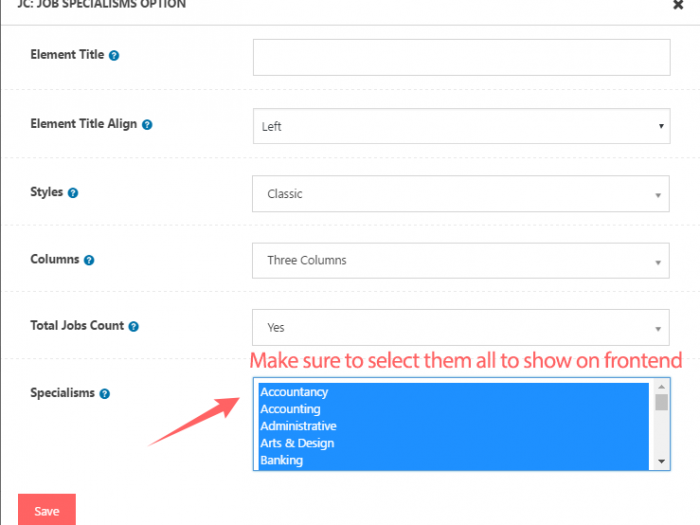 JC: JOB SPECIALISMS OPTION
Element Title
Element Title Align
Left
Styles
Classic
Columns
Three Columns
Total Jobs Count
Yes
Make sure to select them all to show on frontend
Specialisms
Accountancy
Accounting
Administrative
Arts & Design
Banking
Save